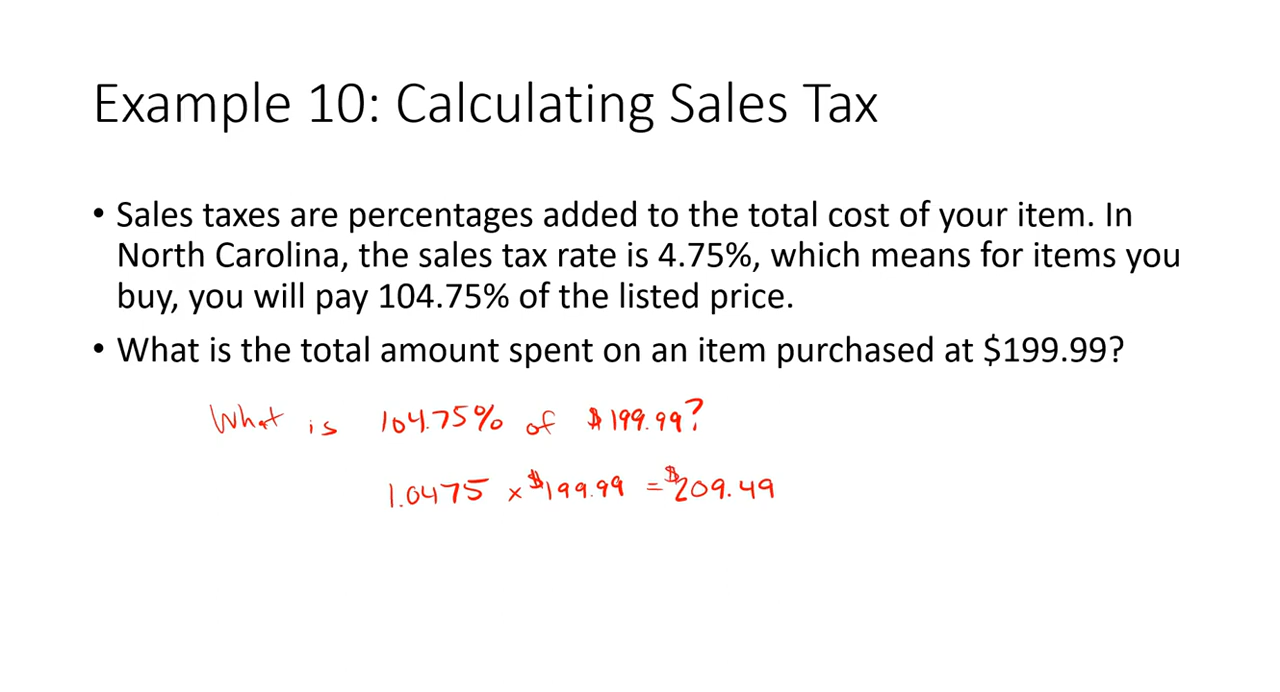 Example 10: Calculating Sales Tax
• Sales taxes are percentages added to the total cost of your item. In
North Carolina, the sales tax rate is 4.75%, which means for items you
buy, you will pay 104.75% of the listed price.
• What is the total amount spent on an item purchased at $199.99?
What is 104.75% of $199.99?
1.0475 x $199.99 = $209.49